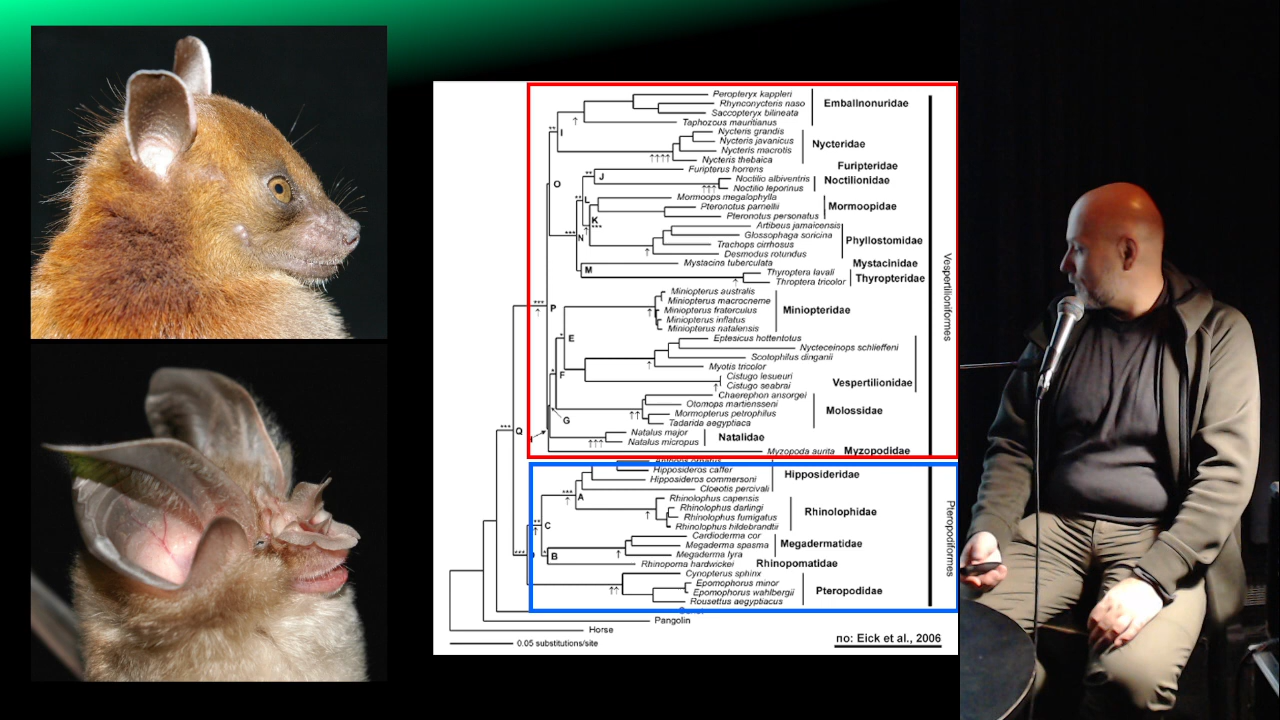 Peropteryx kappleri
Rhynconycteris naso
Saccopteryx bilineata
Taphozous mauritianus
Emballnonuridae
Nycteris grandis
Nycteris javanicus
Nycteris macrotis
Nycteris thebaica
Nycteridae
I
Furipterus horrens
Furipteridae
J
Noctilio albiventris
Noctilio leporinus
Noctilionidae
O
Mormoops megalophylla
Pteronotus parnellii
Pteronotus personatus
Mormoopidae
L
K
Artibeus jamaicensis
Glossophaga soricina
Trachops cirrhosus
Desmodus rotundus
Phyllostomidae
N
Mystacina tuberculata
Mystacinidae
M
Thyroptera lavali
Throptera tricolor
Thyropteridae
Vespertilioniformes
P
Miniopterus australis
Miniopterus macrocneme
Miniopterus fraterculus
Miniopterus inflatus
Miniopterus natalensis
Miniopteridae
E
Eptesicus hottentotus
Nycteceinops schlieffeni
Scotophilus dinganii
Myotis tricolor
Cistugo lesueuri
Cistugo seabrai
Vespertilionidae
F
Chaerephon ansorgei
Otomops martiensseni
Mormopterus petrophilus
Tadarida aegyptiaca
Molossidae
G
Q
Natalus major
Natalus micropus
Natalidae
Myzopoda aurita
Myzopodidae
Hipposideros caffer
Hipposideros commersoni
Cloeotis percivali
Hipposideridae
A
Rhinolophus capensis
Rhinolophus darlingi
Rhinolophus fumigatus
Rhinolophus hildebrandtii
Rhinolophidae
Pteropodiformes
C
Cardioderma cor
Megaderma spasma
Megaderma lyra
Megadermatidae
B
Rhinopoma hardwickei
Rhinopomatidae
Cynopterus sphinx
Epomophorus minor
Epomophorus wahlbergii
Rousettus aegyptiacus
Pteropodidae
Pangolin
Horse
0.05 substitutions/site
no: Eick et al., 2006